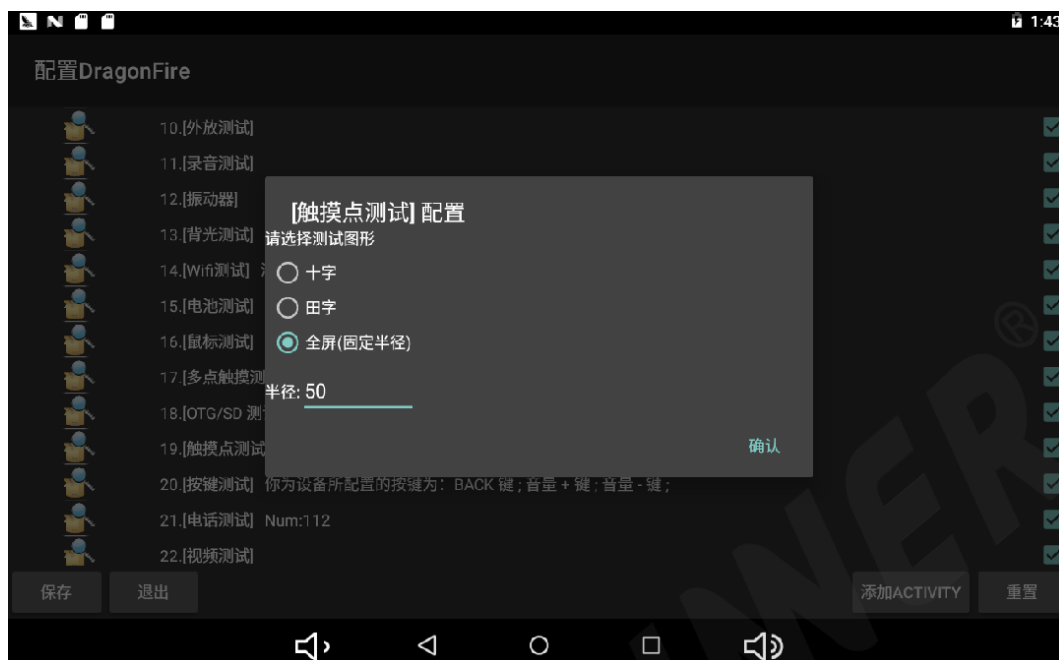 1:43
配置DragonFire
10.[外放测试]
11.[录音测试]
12.[振动器]
13.[背光测试]
14.[Wifi测试]
15.[电池测试]
16.[鼠标测试]
17.[多点触摸测
18.[OTG/SD 测
19.[触摸点测试
20.[按键测试] 你为设备所配置的按键为：BACK 键 ; 音量 + 键 ; 音量 - 键 ;
21.[电话测试] Num:112
22.[视频测试]
[触摸点测试] 配置
请选择测试图形
十字
田字
全屏(固定半径)
半径: 50
确认
保存 退出 添加ACTIVITY 重置